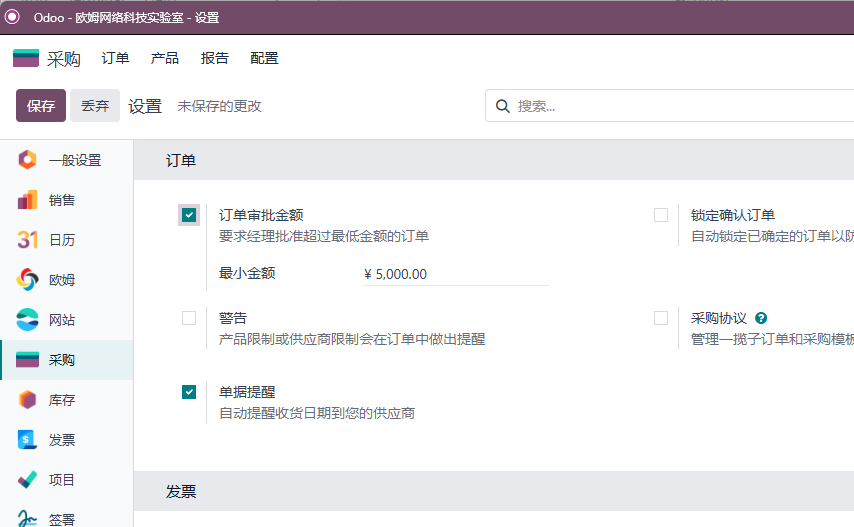 Odoo - 欧姆网络科技实验室 - 设置
采购 订单 产品 报告 配置
保存 丢弃 设置 未保存的更改 搜索...
一般设置
销售
31 日历
欧姆
网站
采购
库存
发票
项目
签署
订单
订单审批金额
要求经理批准超过最低金额的订单
最小金额 ¥ 5,000.00
锁定确认订单
自动锁定已确定的订单以防
警告
产品限制或供应商限制会在订单中做出提醒
采购协议 ?
管理一揽子订单和采购模板
单据提醒
自动提醒收货日期到您的供应商
发票